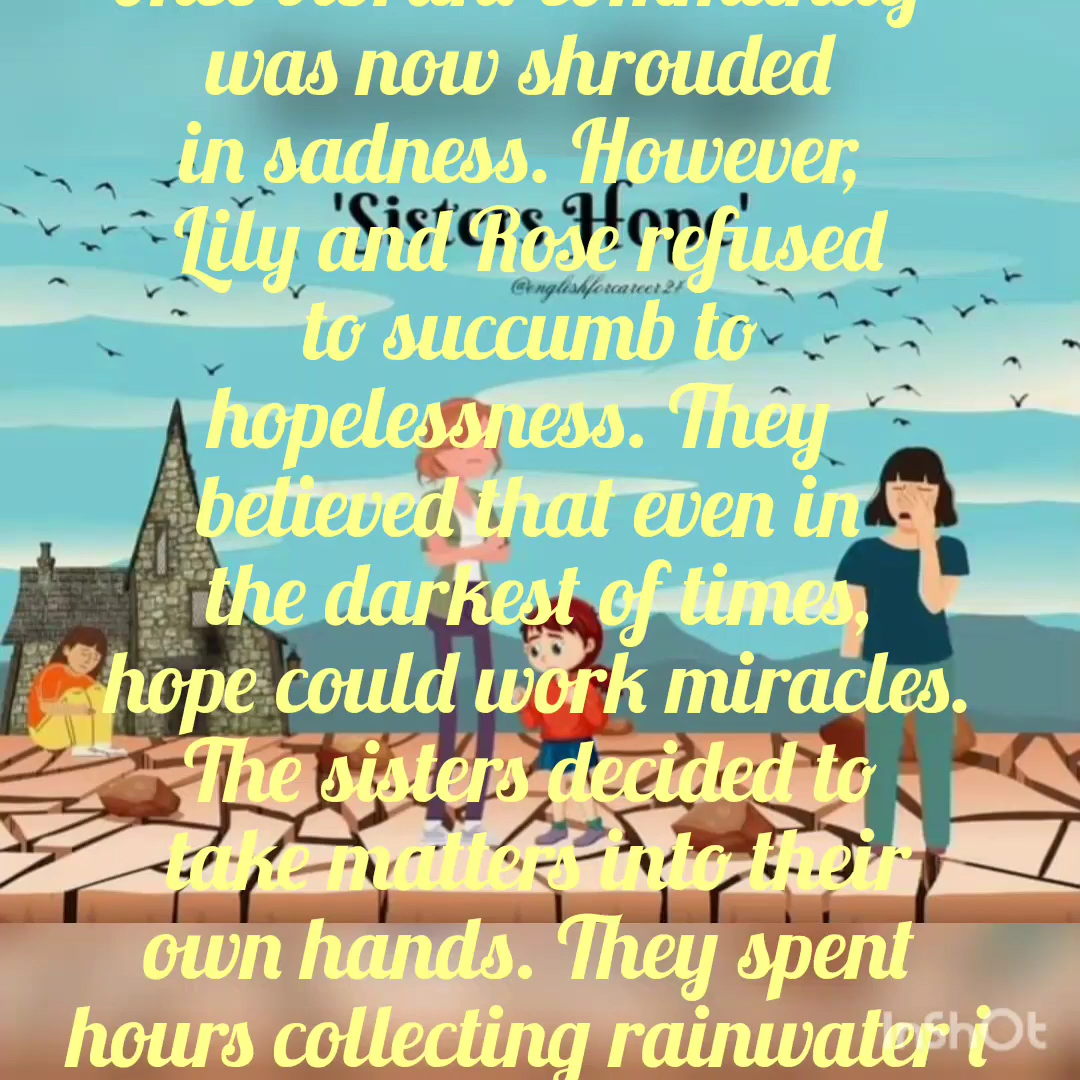 was now shrouded
in sadness. However,
'Sisters Hope'
Lily and Rose refused
@englishforcareer24
to succumb to
hopelessness. They
believed that even in
the darkest of times,
hope could work miracles.
The sisters decided to
take matters into their
own hands. They spent
hours collecting rainwater i
InShOt